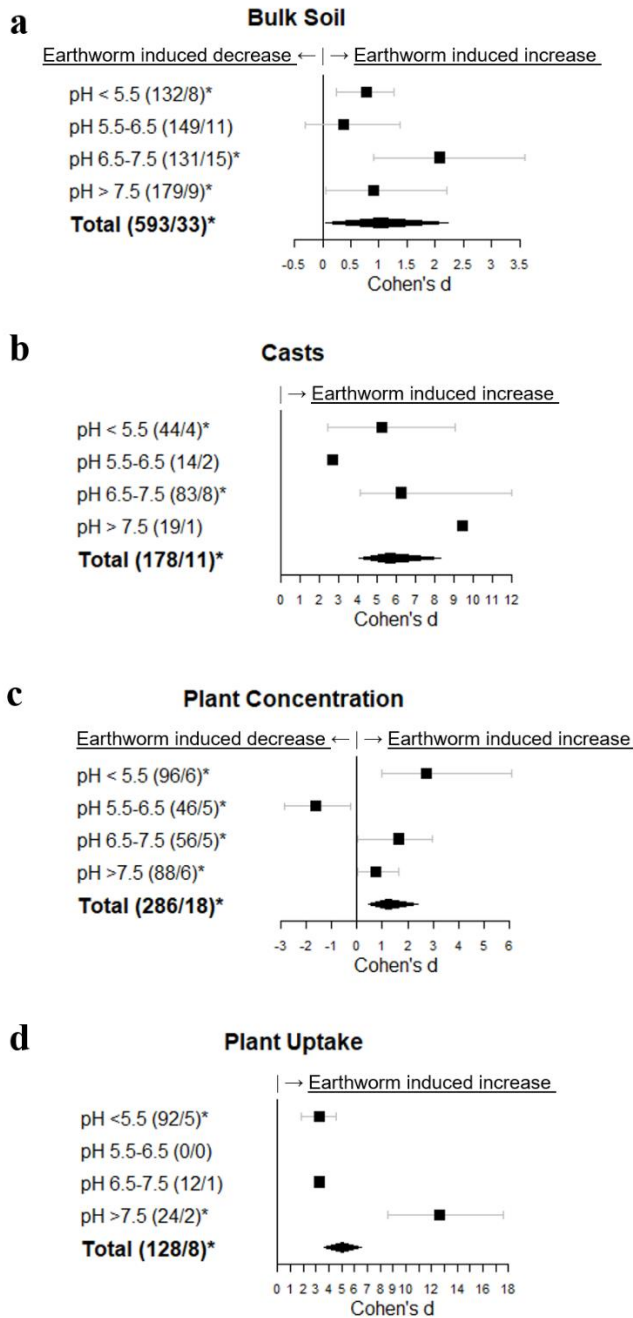 a
Bulk Soil
Earthworm induced decrease ← | → Earthworm induced increase
pH < 5.5 (132/8)*
pH 5.5-6.5 (149/11)
pH 6.5-7.5 (131/15)*
pH > 7.5 (179/9)*
Total (593/33)*
-0.5 0 0.5 1 1.5 2 2.5 3 3.5
Cohen's d
b
Casts
| → Earthworm induced increase
pH < 5.5 (44/4)*
pH 5.5-6.5 (14/2)
pH 6.5-7.5 (83/8)*
pH > 7.5 (19/1)
Total (178/11)*
0 1 2 3 4 5 6 7 8 9 10 11 12
Cohen's d
c
Plant Concentration
Earthworm induced decrease ← | → Earthworm induced increase
pH < 5.5 (96/6)*
pH 5.5-6.5 (46/5)*
pH 6.5-7.5 (56/5)*
pH >7.5 (88/6)*
Total (286/18)*
-3 -2 -1 0 1 2 3 4 5 6
Cohen's d
d
Plant Uptake
| → Earthworm induced increase
pH <5.5 (92/5)*
pH 5.5-6.5 (0/0)
pH 6.5-7.5 (12/1)
pH >7.5 (24/2)*
Total (128/8)*
0 1 2 3 4 5 6 7 8 9 10 12 14 16 18
Cohen's d